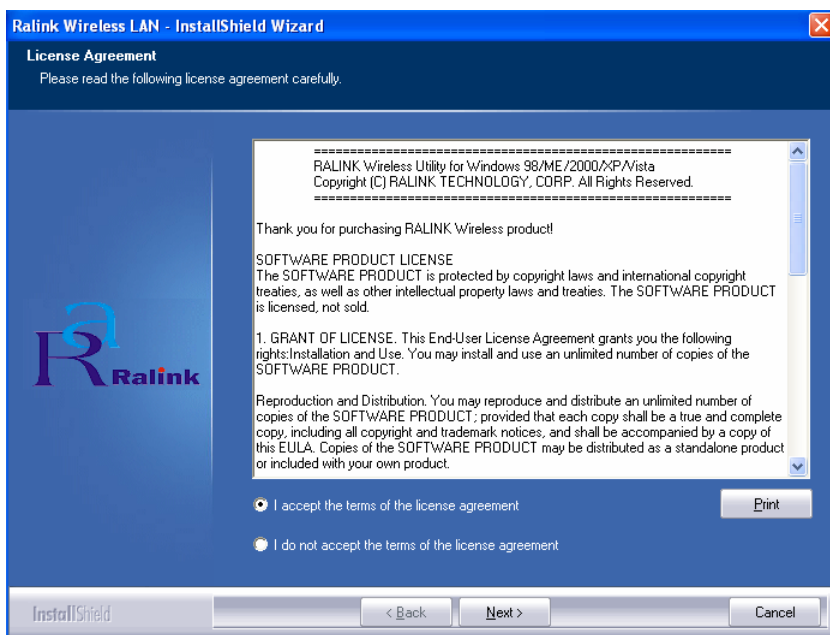 Ralink Wireless LAN - InstallShield Wizard
License Agreement
Please read the following license agreement carefully.
==========================================================
RALINK Wireless Utility for Windows 98/ME/2000/XP/Vista
Copyright (C) RALINK TECHNOLOGY, CORP. All Rights Reserved.
==========================================================
Thank you for purchasing RALINK Wireless product!
SOFTWARE PRODUCT LICENSE
The SOFTWARE PRODUCT is protected by copyright laws and international copyright
treaties, as well as other intellectual property laws and treaties. The SOFTWARE PRODUCT
is licensed, not sold.
1. GRANT OF LICENSE. This End-User License Agreement grants you the following
rights:Installation and Use. You may install and use an unlimited number of copies of the
SOFTWARE PRODUCT.
Reproduction and Distribution. You may reproduce and distribute an unlimited number of
copies of the SOFTWARE PRODUCT; provided that each copy shall be a true and complete
copy, including all copyright and trademark notices, and shall be accompanied by a copy of
this EULA. Copies of the SOFTWARE PRODUCT may be distributed as a standalone product
or included with your own product.
Ra Ralink
I accept the terms of the license agreement
Print
I do not accept the terms of the license agreement
InstallShield
< Back
Next >
Cancel